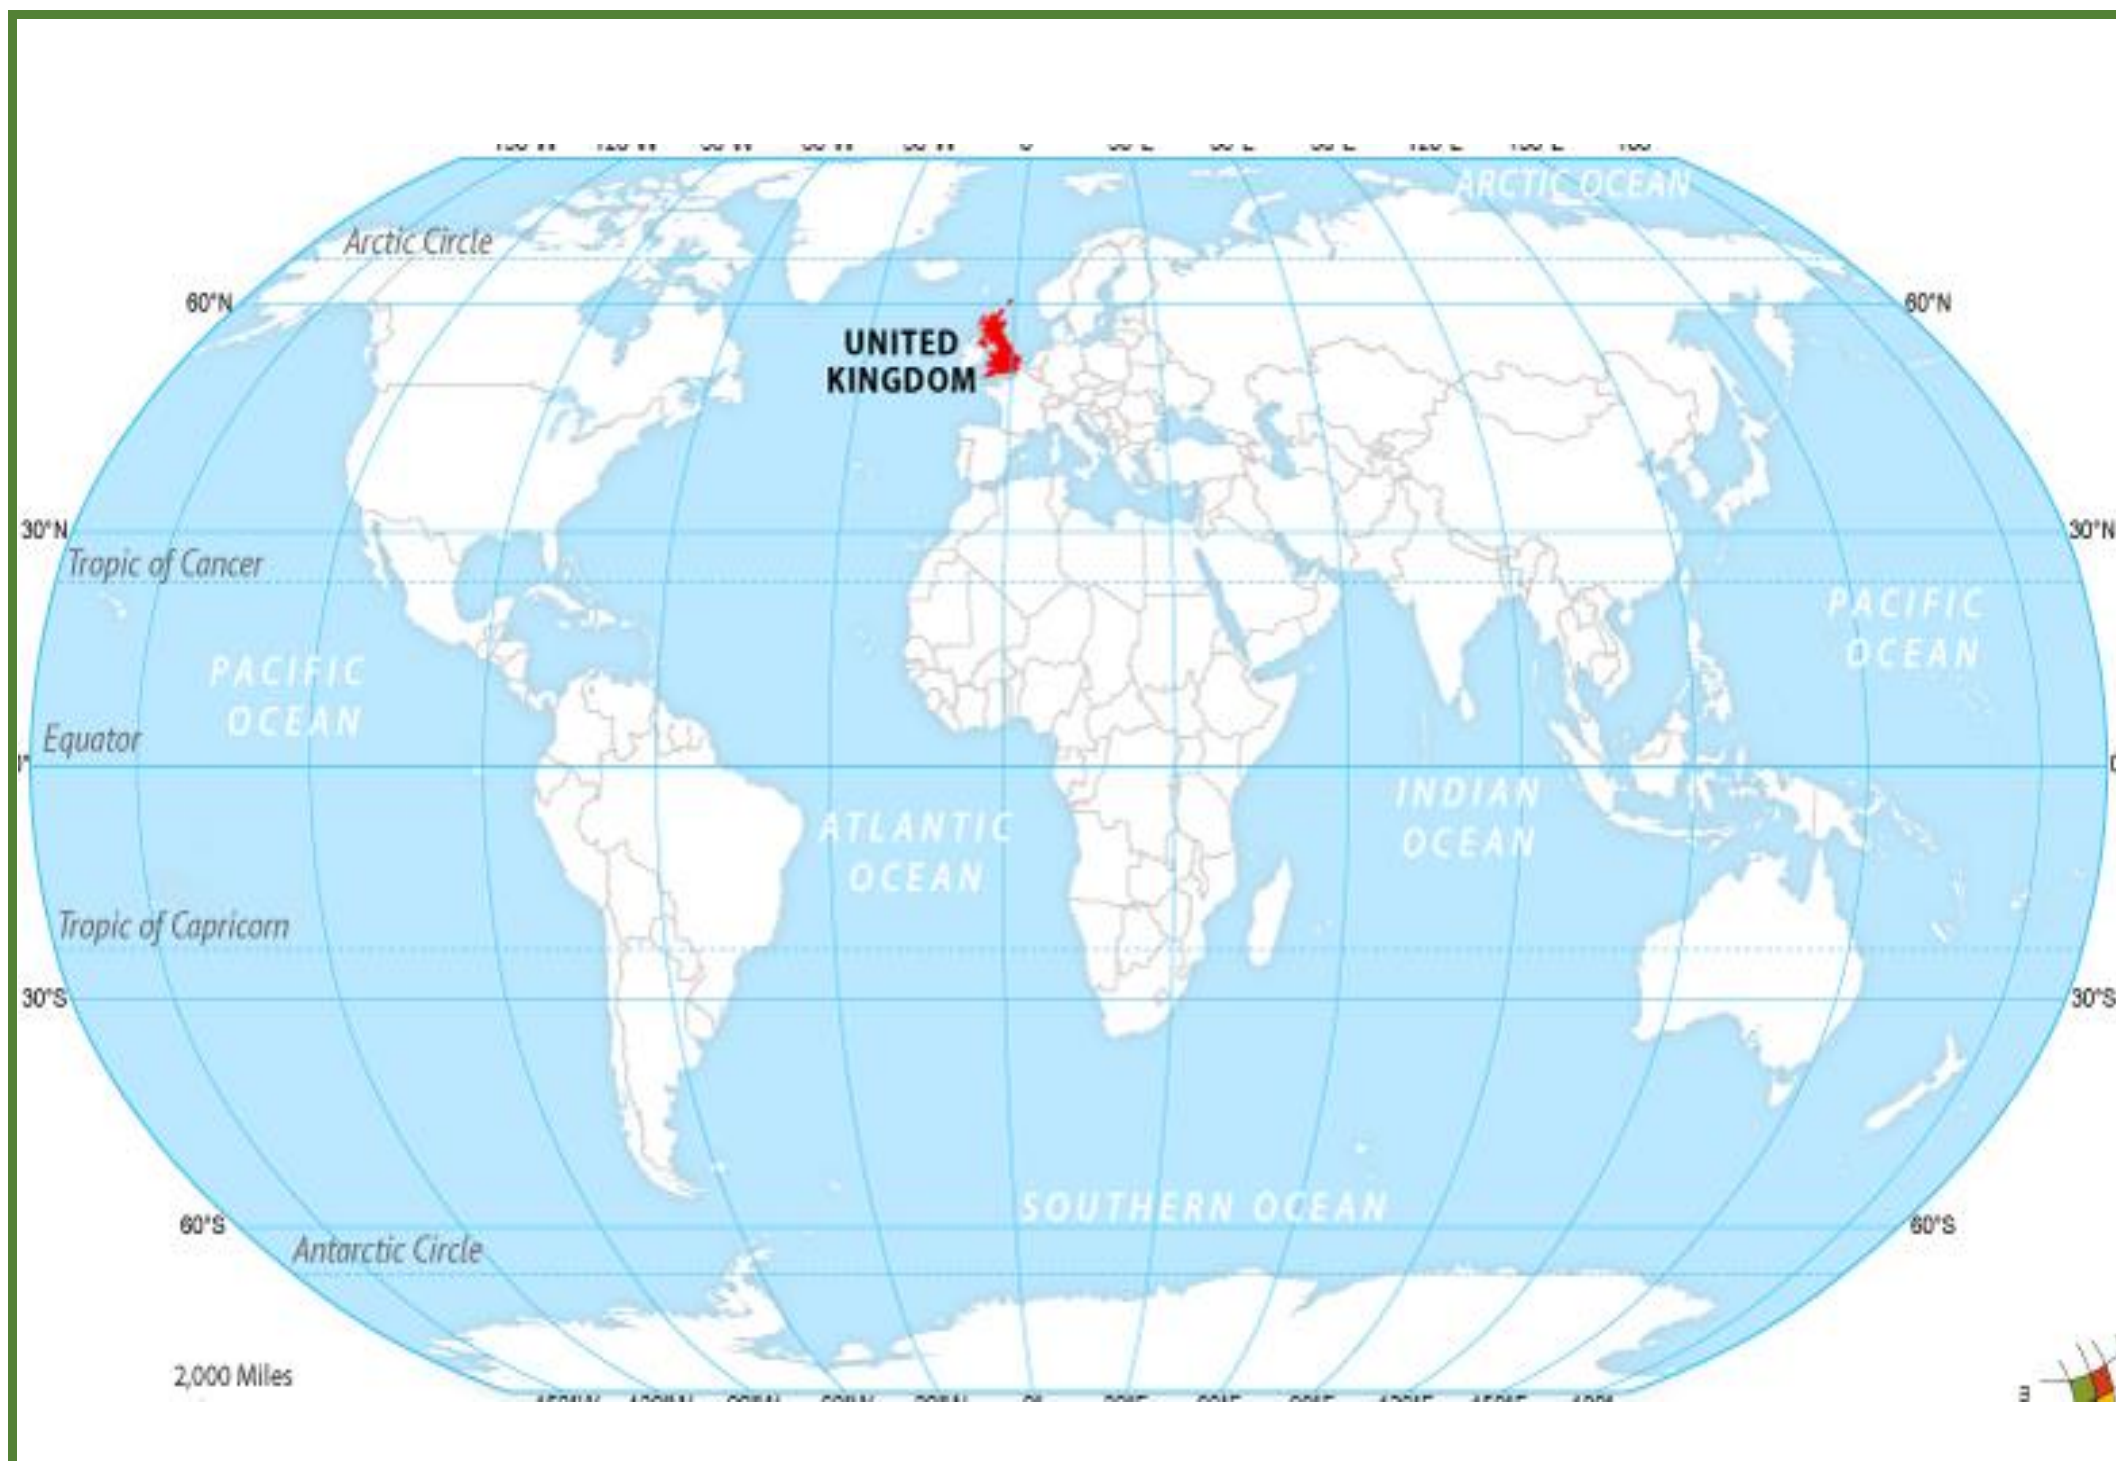 ARCTIC OCEAN
Arctic Circle
60°N
60°N
UNITED
KINGDOM
30°N
30°N
Tropic of Cancer
PACIFIC
OCEAN
PACIFIC
OCEAN
Equator
INDIAN
OCEAN
ATLANTIC
OCEAN
Tropic of Capricorn
30°S
30°S
SOUTHERN OCEAN
60°S
60°S
Antarctic Circle
2,000 Miles